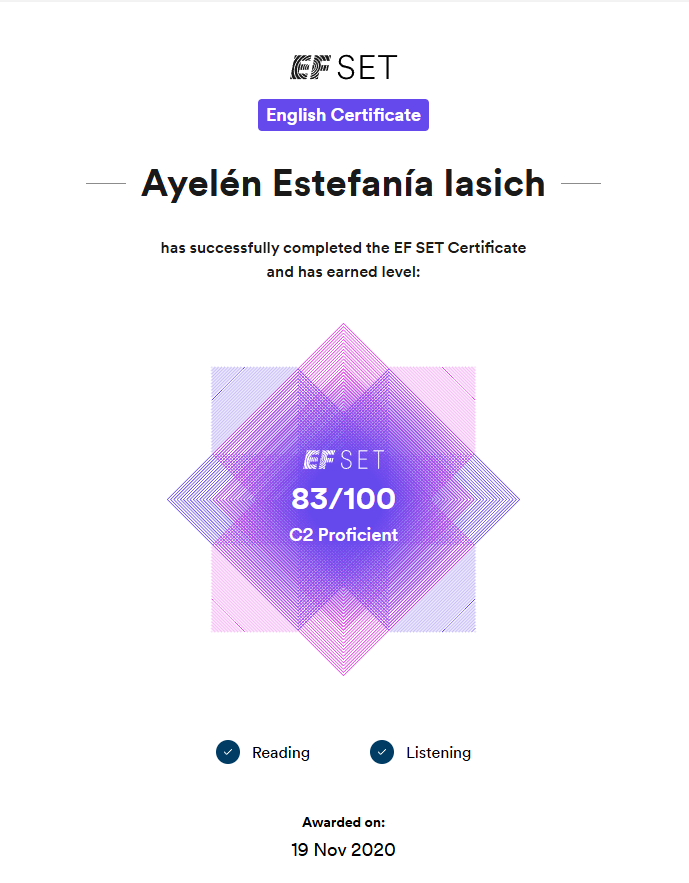 EF SET
English Certificate
Ayelén Estefanía Iasich
has successfully completed the EF SET Certificate
and has earned level:
EF SET
83/100
C2 Proficient
Reading Listening
Awarded on:
19 Nov 2020